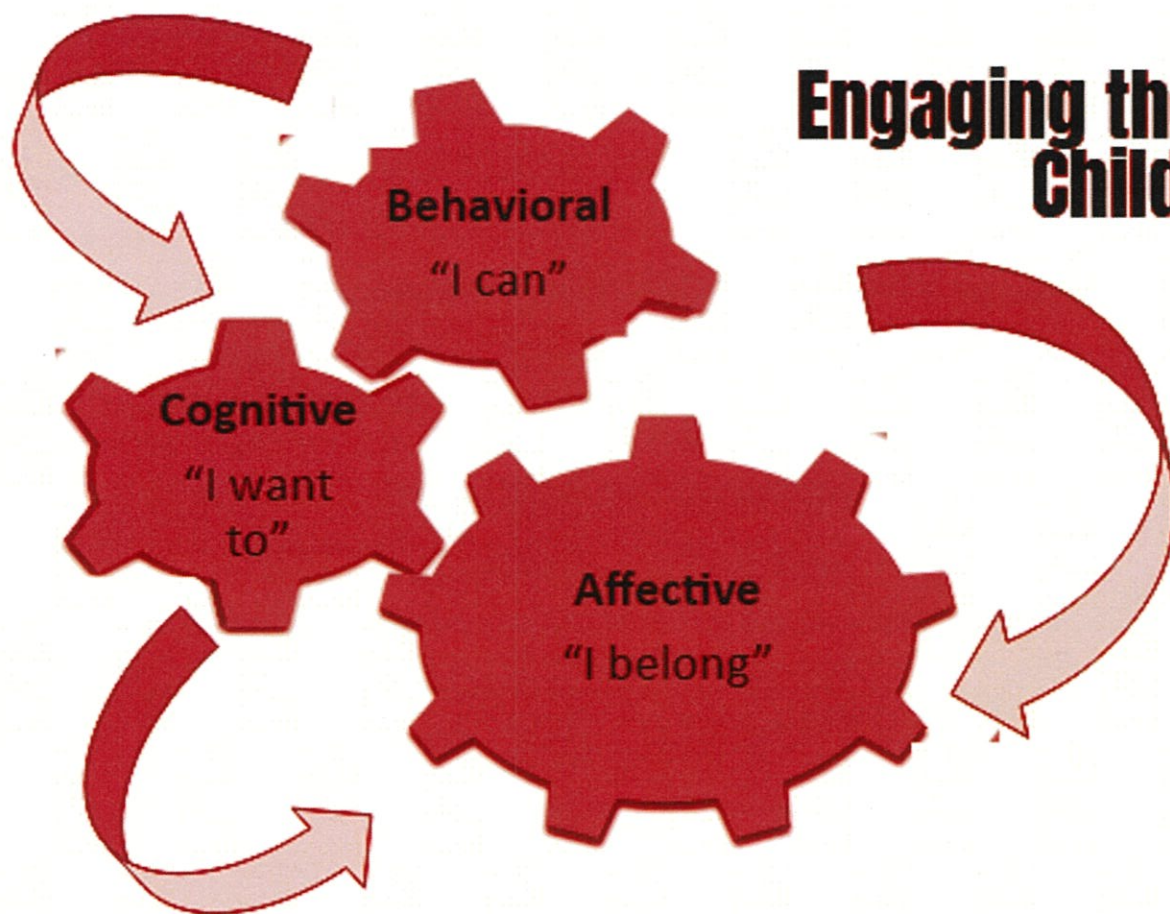 Engaging th
Child
Behavioral
“I can”
Cognitive
“I want
to”
Affective
“I belong”